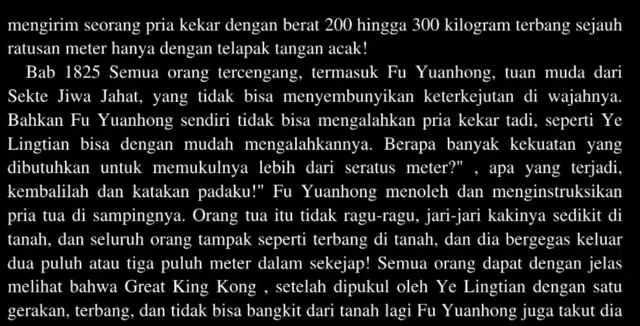 mengirim seorang pria kekar dengan berat 200 hingga 300 kilogram terbang sejauh
ratusan meter hanya dengan telapak tangan acak!
Bab 1825 Semua orang tercengang, termasuk Fu Yuanhong, tuan muda dari
Sekte Jiwa Jahat, yang tidak bisa menyembunyikan keterkejutan di wajahnya.
Bahkan Fu Yuanhong sendiri tidak bisa mengalahkan pria kekar tadi, seperti Ye
Lingtian bisa dengan mudah mengalahkannya. Berapa banyak kekuatan yang
dibutuhkan untuk memukulnya lebih dari seratus meter?" , apa yang terjadi,
kembalilah dan katakan padaku!" Fu Yuanhong menoleh dan menginstruksikan
pria tua di sampingnya. Orang tua itu tidak ragu-ragu, jari-jari kakinya sedikit di
tanah, dan seluruh orang tampak seperti terbang di tanah, dan dia bergegas keluar
dua puluh atau tiga puluh meter dalam sekejap! Semua orang dapat dengan jelas
melihat bahwa Great King Kong , setelah dipukul oleh Ye Lingtian dengan satu
gerakan, terbang, dan tidak bisa bangkit dari tanah lagi Fu Yuanhong juga takut dia